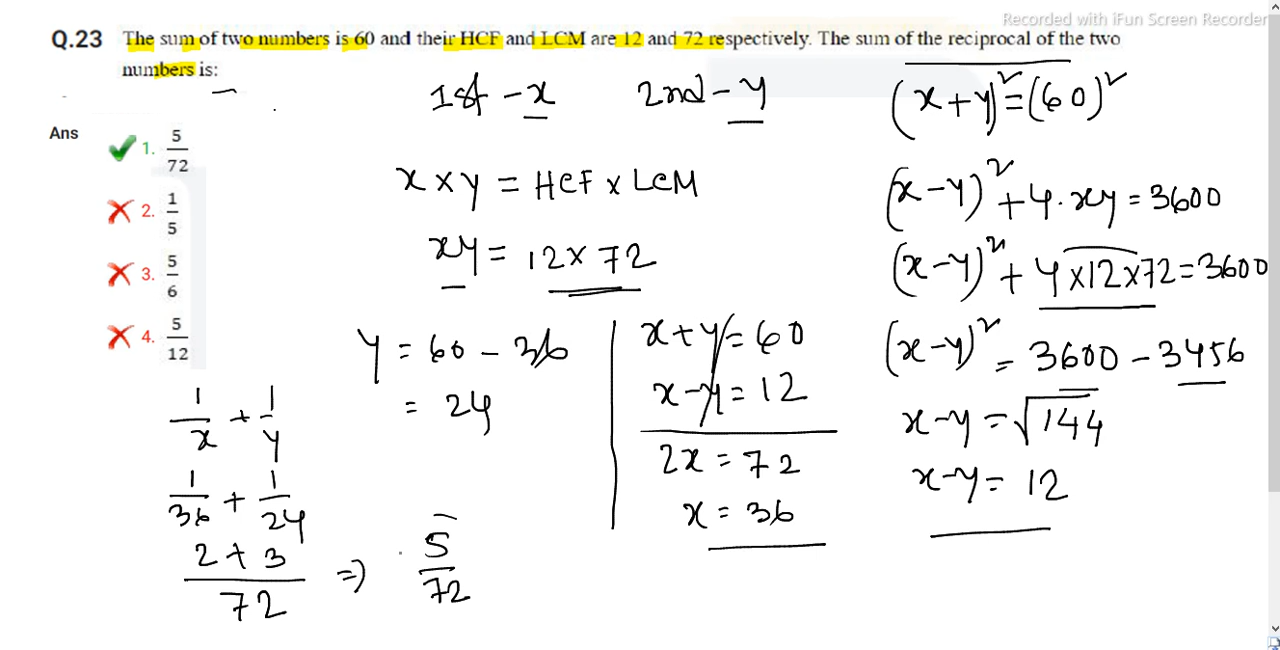 Recorded with iFun Screen Recorder
Q.23 The sum of two numbers is 60 and their HCF and LCM are 12 and 72 respectively. The sum of the reciprocal of the two
numbers is:
Ans
1. 5/72
2. 1/5
3. 5/6
4. 5/12
1st - x 2nd - y
x × y = HCF × LCM
xy = 12 × 72
(x+y)² = (60)²
(x-y)² + 4·xy = 3600
(x-y)² + 4×12×72 = 3600
(x-y)² = 3600 - 3456
x-y = √144
x-y = 12
x+y = 60
x-y = 12
2x = 72
x = 36
y = 60 - 36
= 24
1/x + 1/y
1/36 + 1/24
2+3/72 ⇒ 5/72